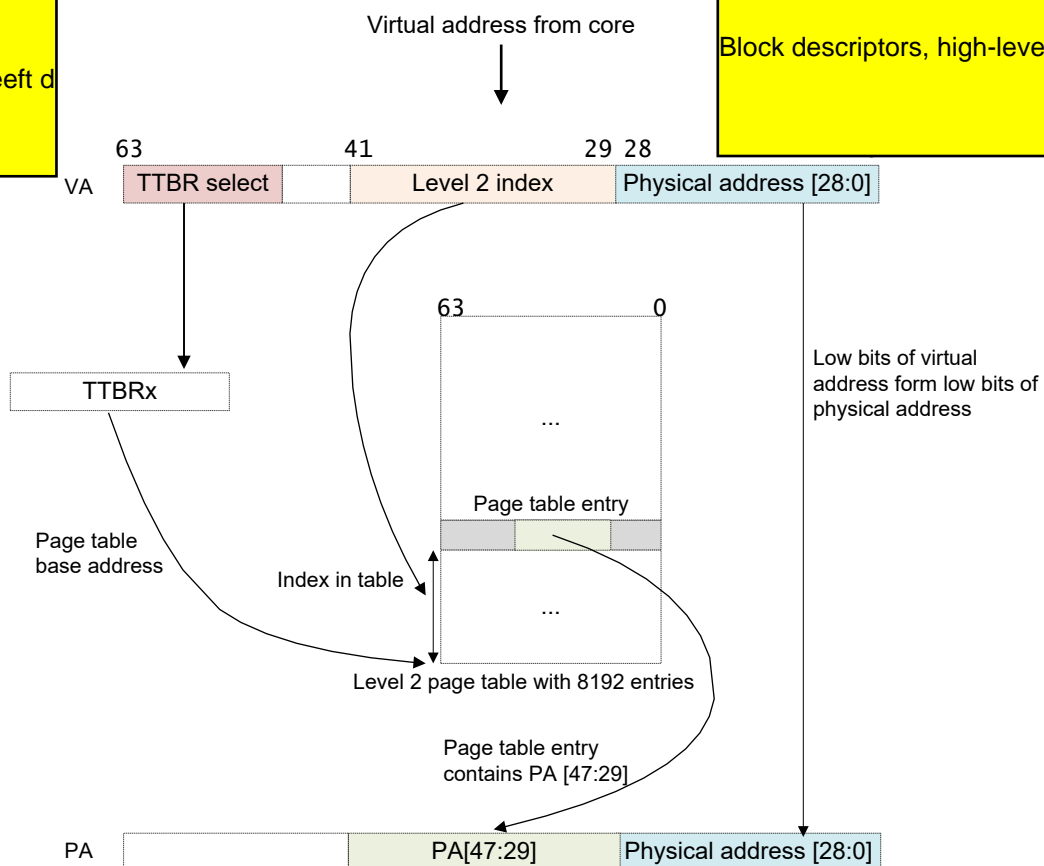 Virtual address from core
Block descriptors, high-leve
eft d
63 41 29 28
VA TTBR select Level 2 index Physical address [28:0]
63 0
Low bits of virtual
address form low bits of
physical address
TTBRx
...
Page table entry
Page table
base address
Index in table
...
Level 2 page table with 8192 entries
Page table entry
contains PA [47:29]
PA PA[47:29] Physical address [28:0]